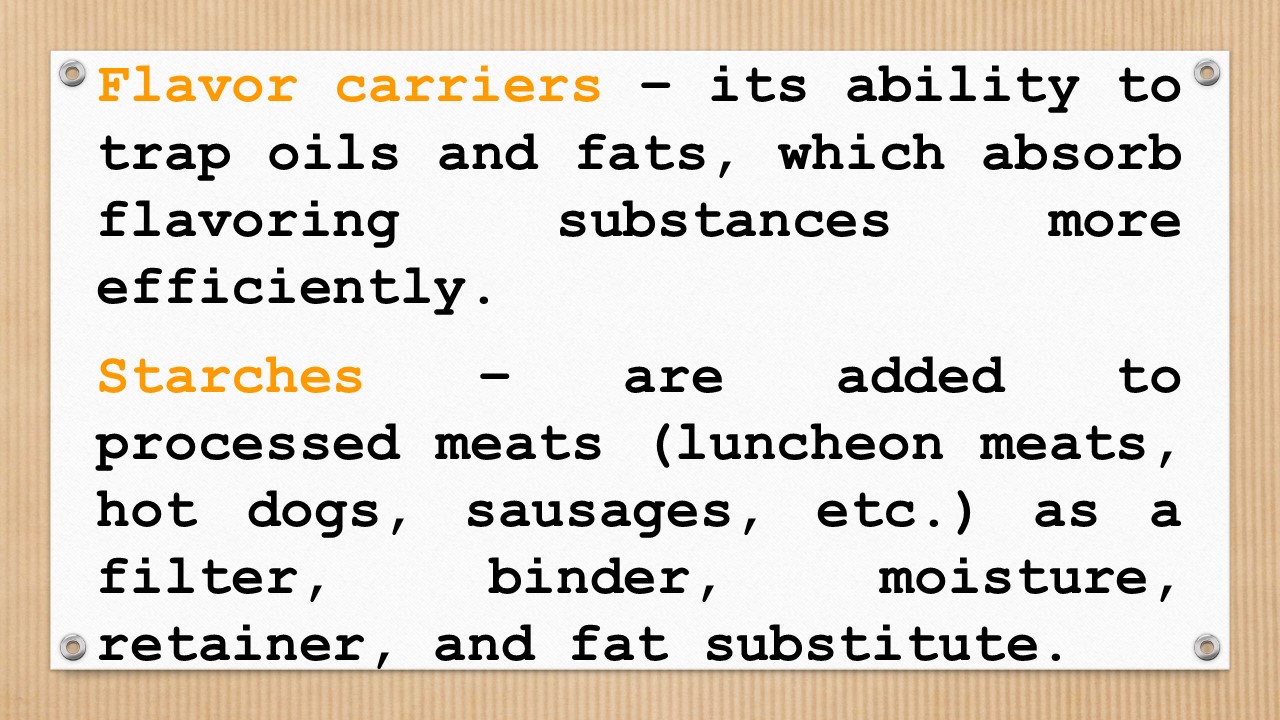 Flavor carriers – its ability to
trap oils and fats, which absorb
flavoring substances more
efficiently.
Starches – are added to
processed meats (luncheon meats,
hot dogs, sausages, etc.) as a
filter, binder, moisture,
retainer, and fat substitute.